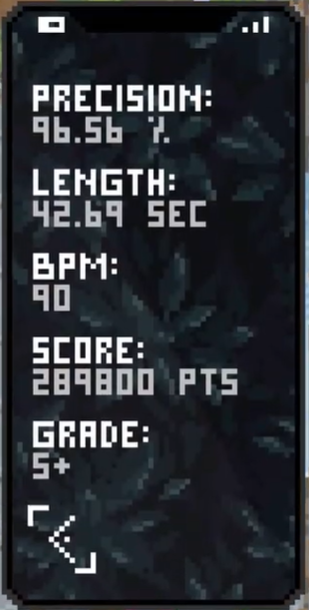 PRECISION:
96.56 %
LENGTH:
42.69 SEC
BPM:
90
SCORE:
289800 PTS
GRADE:
S+